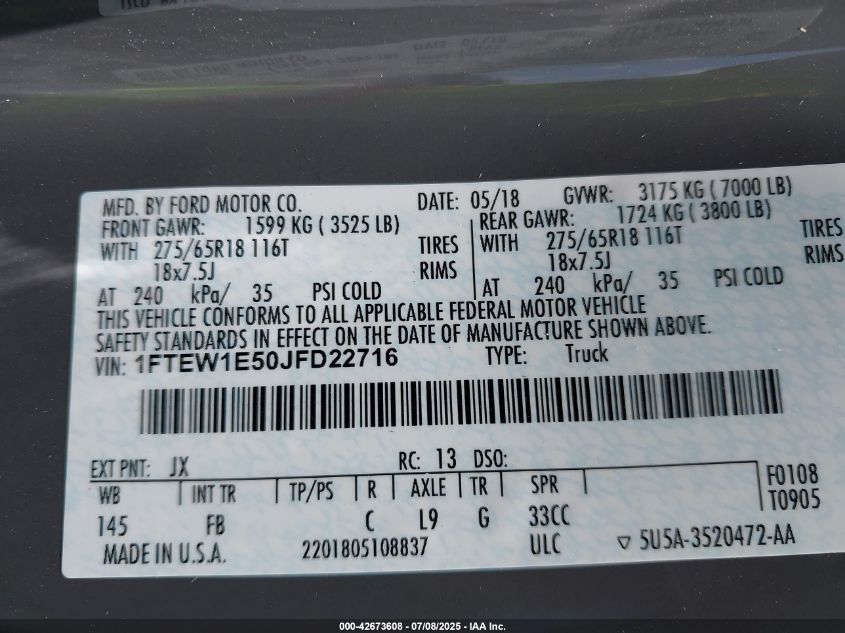 MFD. BY FORD MOTOR CO. DATE: 05/18 GVWR: 3175 KG ( 7000 LB)
FRONT GAWR: 1599 KG ( 3525 LB) REAR GAWR: 1724 KG ( 3800 LB)
WITH 275/65R18 116T TIRES WITH 275/65R18 116T TIRES
18x7.5J RIMS 18x7.5J RIMS
AT 240 kPa/ 35 PSI COLD AT 240 kPa/ 35 PSI COLD
THIS VEHICLE CONFORMS TO ALL APPLICABLE FEDERAL MOTOR VEHICLE
SAFETY STANDARDS IN EFFECT ON THE DATE OF MANUFACTURE SHOWN ABOVE.
VIN: 1FTEW1E50JFD22716 TYPE: Truck
EXT PNT: JX RC: 13 DSO:
WB INT TR TP/PS R AXLE TR SPR F0108
T0905
145 FB C L9 G 33CC
MADE IN U.S.A. 2201805108837 ULC ▽ 5U5A-3520472-AA
000-42673608 - 07/08/2025 - IAA Inc.